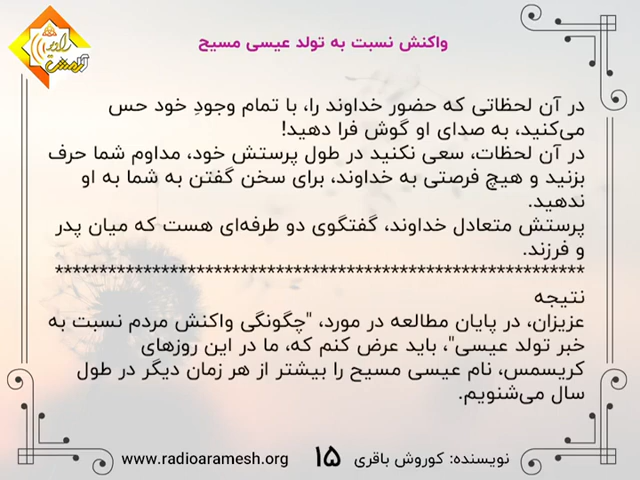 رادیو
آرامش
واکنش نسبت به تولد عیسی مسیح
در آن لحظاتی که حضور خداوند را، با تمام وجودِ خود حس
می‌کنید، به صدای او گوش فرا دهید!
در آن لحظات، سعی نکنید در طول پرستش خود، مداوم شما حرف
بزنید و هیچ فرصتی به خداوند، برای سخن گفتن به شما به او
ندهید.
پرستش متعادل خداوند، گفتگوی دو طرفه‌ای هست که میان پدر
و فرزند.
************************************************************
نتیجه
عزیزان، در پایان مطالعه در مورد، "چگونگی واکنش مردم نسبت به
خبر تولد عیسی"، باید عرض کنم که، ما در این روزهای
کریسمس، نام عیسی مسیح را بیشتر از هر زمان دیگر در طول
سال می‌شنویم.
نویسنده: کوروش باقری ۱۵ www.radioaramesh.org